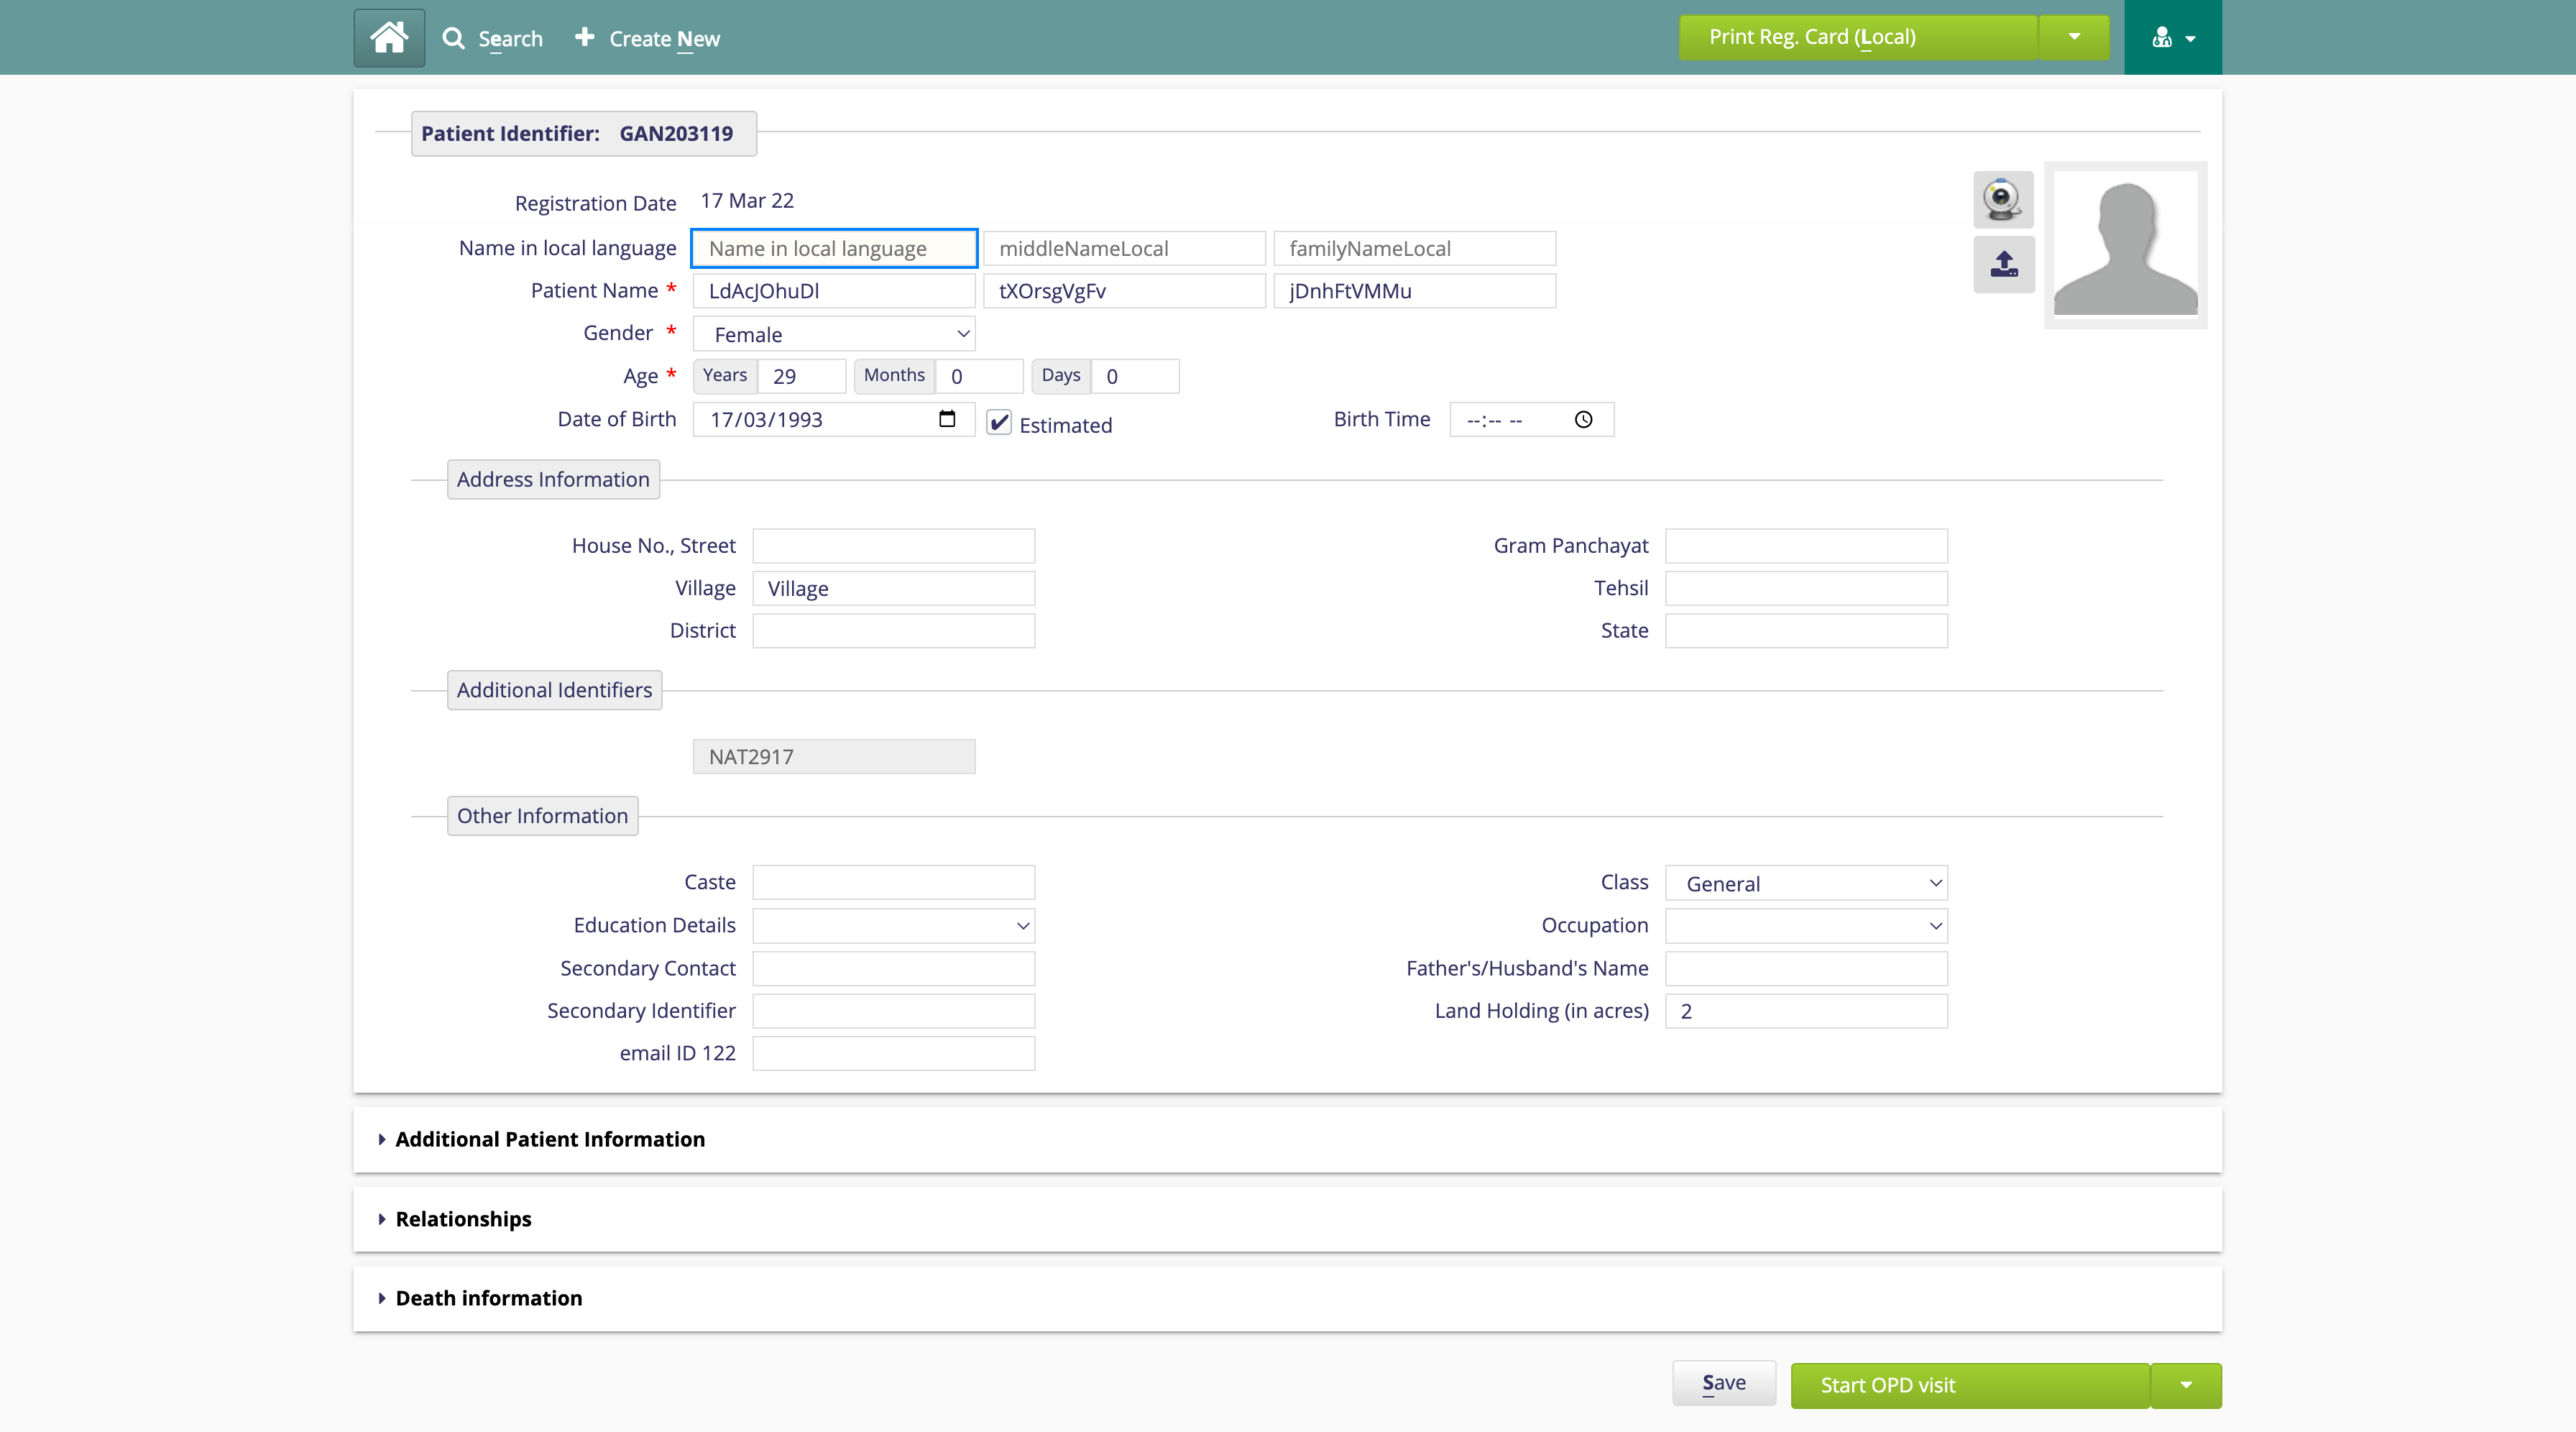 Search Create New Print Reg. Card (Local)
Patient Identifier: GAN203119
Registration Date 17 Mar 22
Name in local language Name in local language middleNameLocal familyNameLocal
Patient Name * LdAcJOhuDl tXOrsgVgFv jDnhFtVMMu
Gender * Female
Age * Years 29 Months 0 Days 0
Date of Birth 17/03/1993 Estimated Birth Time --:-- --
Address Information
House No., Street Gram Panchayat
Village Village Tehsil
District State
Additional Identifiers
NAT2917
Other Information
Caste Class General
Education Details Occupation
Secondary Contact Father's/Husband's Name
Secondary Identifier Land Holding (in acres) 2
email ID 122
Additional Patient Information
Relationships
Death information
Save Start OPD visit